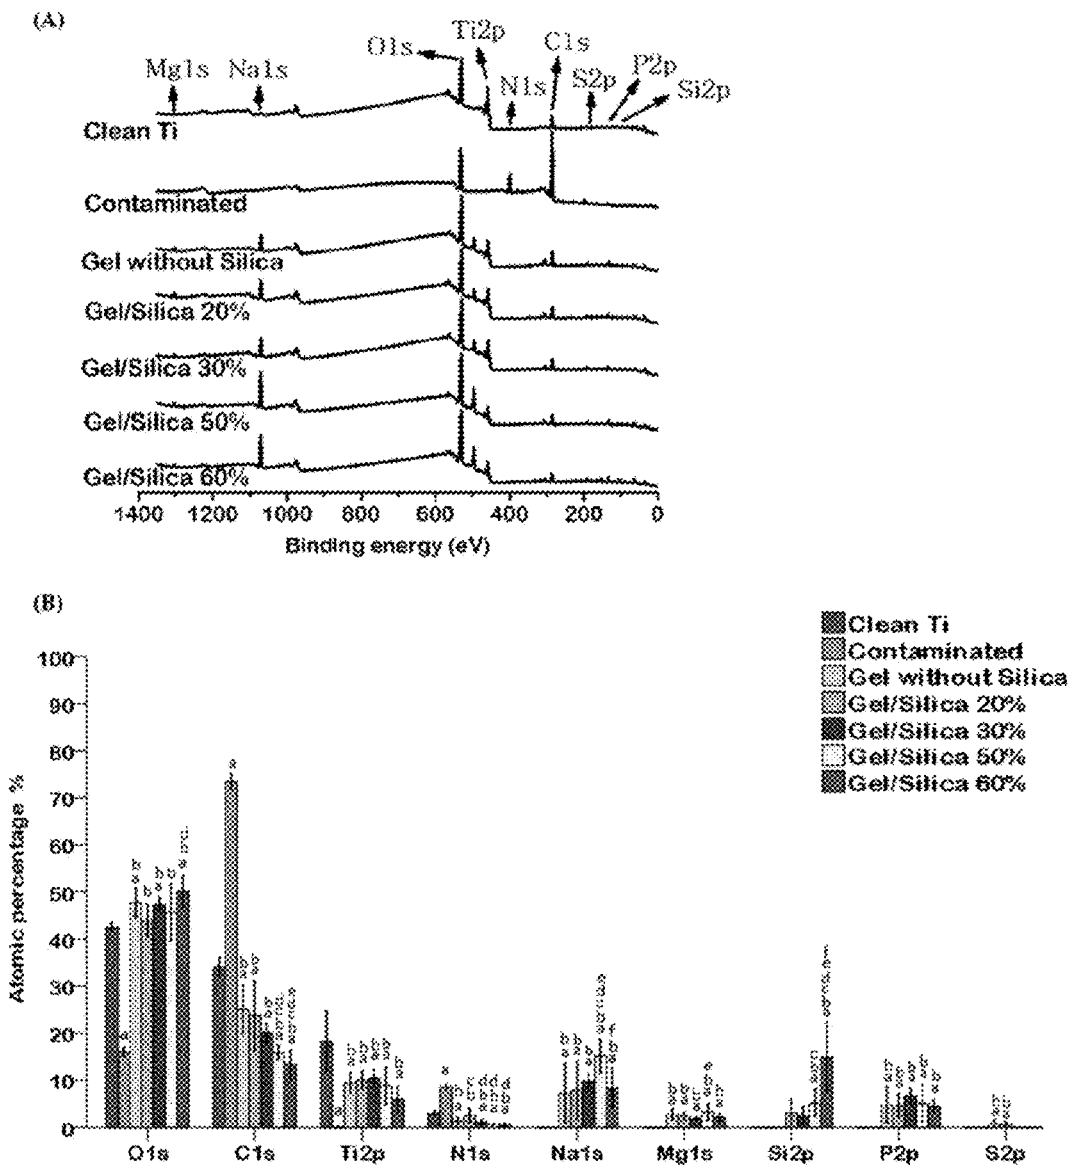 (A)
Mg1s Na1s O1s Ti2p N1s C1s S2p P2p Si2p
Clean Ti
Contaminated
Gel without Silica
Gel/Silica 20%
Gel/Silica 30%
Gel/Silica 50%
Gel/Silica 60%
1400 1200 1000 800 600 400 200 0
Binding energy (eV)
(B)
Clean Ti
Contaminated
Gel without Silica
Gel/Silica 20%
Gel/Silica 30%
Gel/Silica 50%
Gel/Silica 60%
Atomic percentage %
100
90
80
70
60
50
40
30
20
10
0
O1s C1s Ti2p N1s Na1s Mg1s Si2p P2p S2p